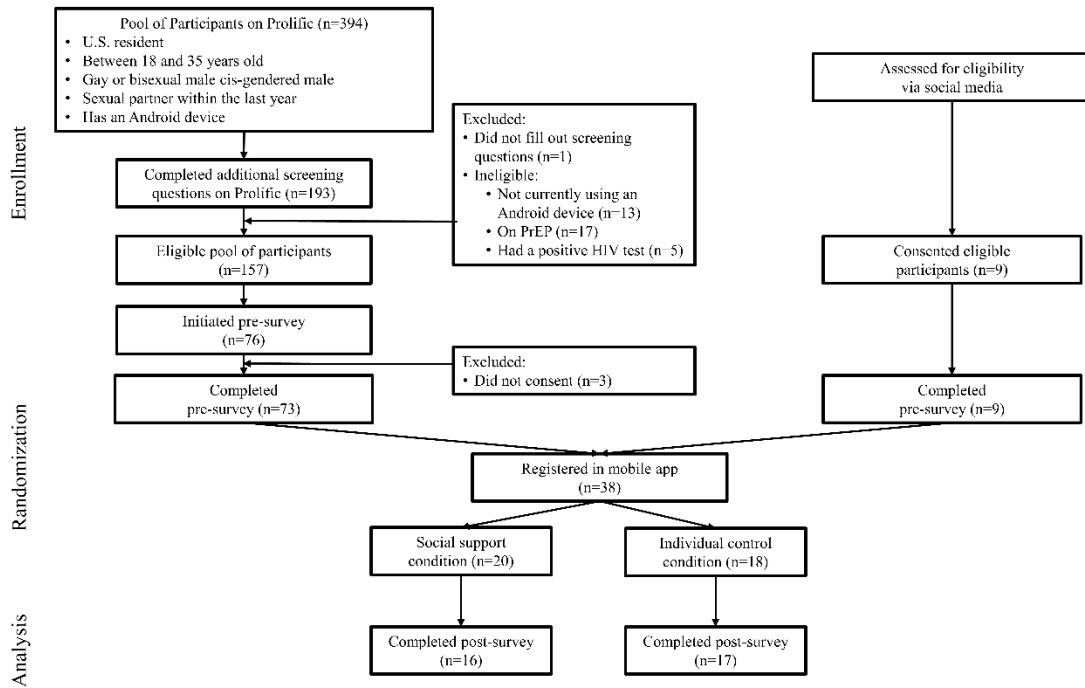 Pool of Participants on Prolific (n=394)
• U.S. resident
• Between 18 and 35 years old
• Gay or bisexual male cis-gendered male
• Sexual partner within the last year
• Has an Android device
Assessed for eligibility
via social media
Enrollment
Excluded:
• Did not fill out screening
questions (n=1)
• Ineligible:
• Not currently using an
Android device (n=13)
• On PrEP (n=17)
• Had a positive HIV test (n=5)
Completed additional screening
questions on Prolific (n=193)
Eligible pool of participants
(n=157)
Consented eligible
participants (n=9)
Initiated pre-survey
(n=76)
Excluded:
• Did not consent (n=3)
Completed
pre-survey (n=73)
Completed
pre-survey (n=9)
Randomization
Registered in mobile app
(n=38)
Social support
condition (n=20)
Individual control
condition (n=18)
Analysis
Completed post-survey
(n=16)
Completed post-survey
(n=17)